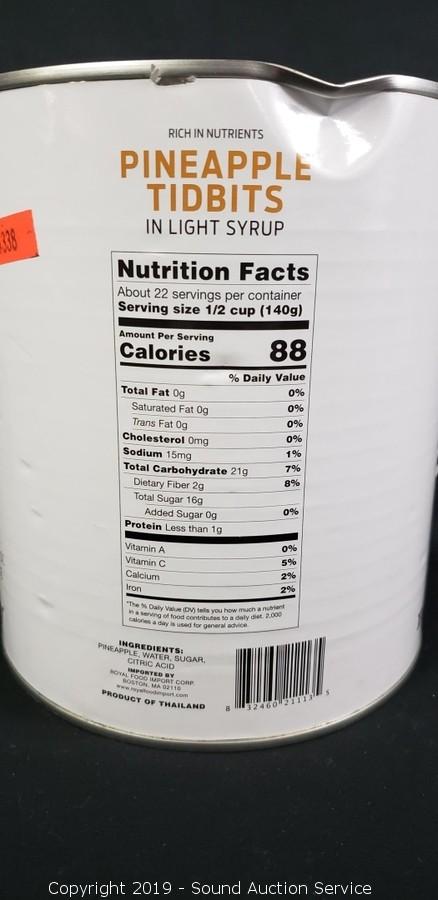 RICH IN NUTRIENTS
PINEAPPLE
TIDBITS
IN LIGHT SYRUP
338
Nutrition Facts
About 22 servings per container
Serving size 1/2 cup (140g)
Amount Per Serving
Calories 88
% Daily Value
Total Fat 0g 0%
Saturated Fat 0g 0%
Trans Fat 0g 0%
Cholesterol 0mg 0%
Sodium 15mg 1%
Total Carbohydrate 21g 7%
Dietary Fiber 2g 8%
Total Sugar 16g
Added Sugar 0g 0%
Protein Less than 1g
Vitamin A 0%
Vitamin C 5%
Calcium 2%
Iron 2%
*The % Daily Value (DV) tells you how much a nutrient
in a serving of food contributes to a daily diet. 2,000
calories a day is used for general advice.
INGREDIENTS:
PINEAPPLE, WATER, SUGAR,
CITRIC ACID
IMPORTED BY
ROYAL FOOD IMPORT CORP.
BOSTON, MA 02110
www.royalfoodimport.com
PRODUCT OF THAILAND
8 32460 21113 5
Copyright 2019 - Sound Auction Service